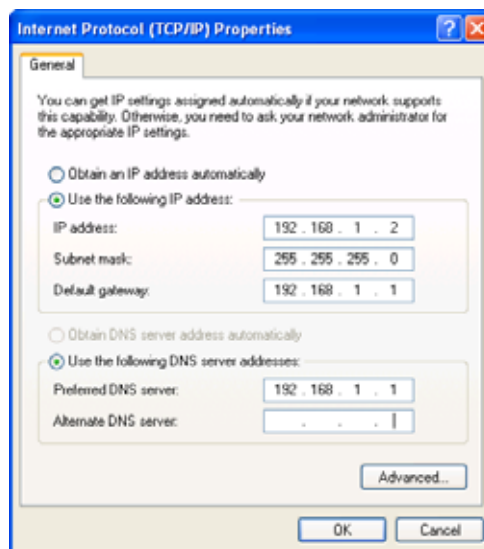 Internet Protocol (TCP/IP) Properties
General
You can get IP settings assigned automatically if your network supports
this capability. Otherwise, you need to ask your network administrator for
the appropriate IP settings.
Obtain an IP address automatically
Use the following IP address:
IP address: 192 . 168 . 1 . 2
Subnet mask: 255 . 255 . 255 . 0
Default gateway: 192 . 168 . 1 . 1
Obtain DNS server address automatically
Use the following DNS server addresses:
Preferred DNS server: 192 . 168 . 1 . 1
Alternate DNS server: . . .
Advanced...
OK Cancel